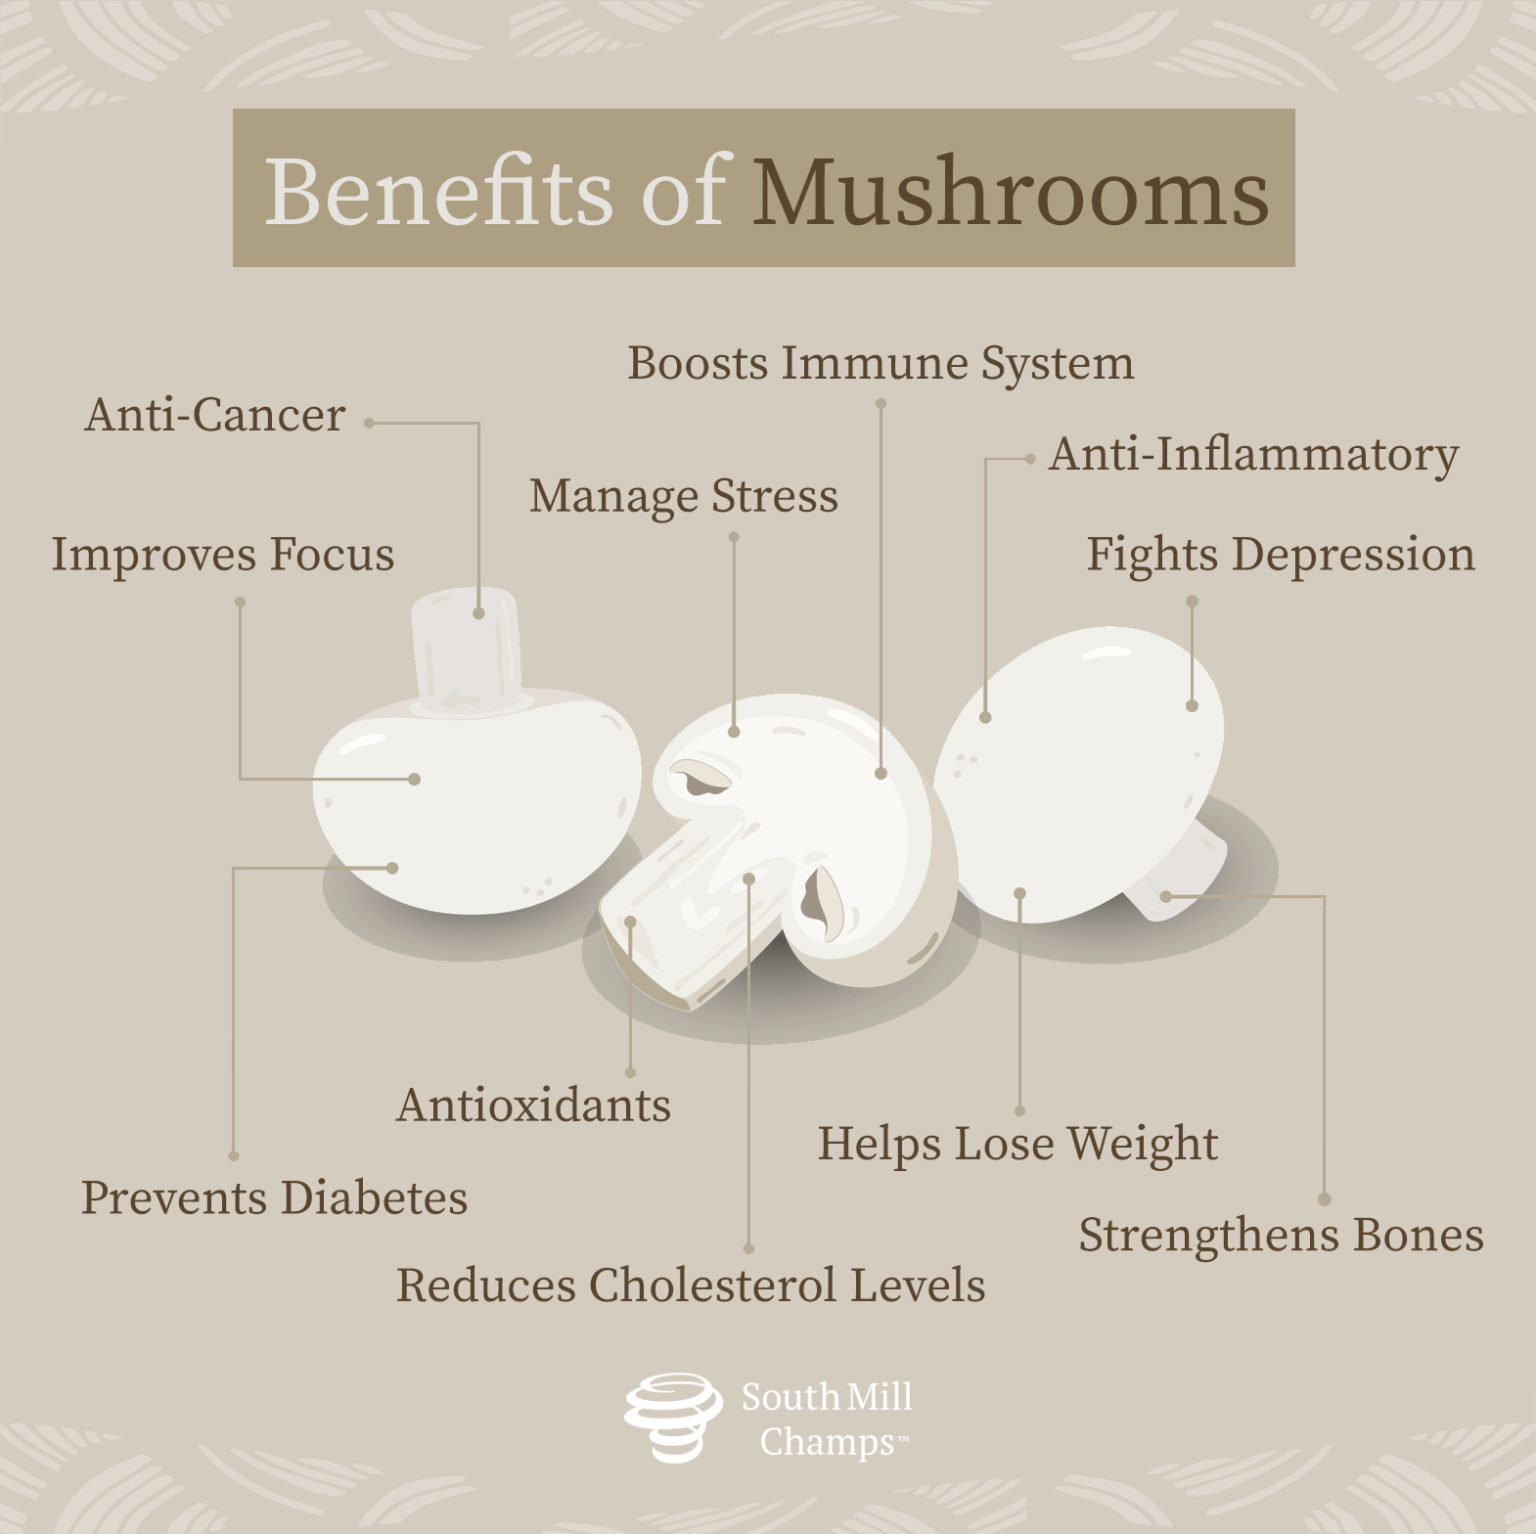 Benefits of Mushrooms
Boosts Immune System
Anti-Cancer
Anti-Inflammatory
Manage Stress
Improves Focus
Fights Depression
Antioxidants
Helps Lose Weight
Prevents Diabetes
Strengthens Bones
Reduces Cholesterol Levels
South Mill
Champs™